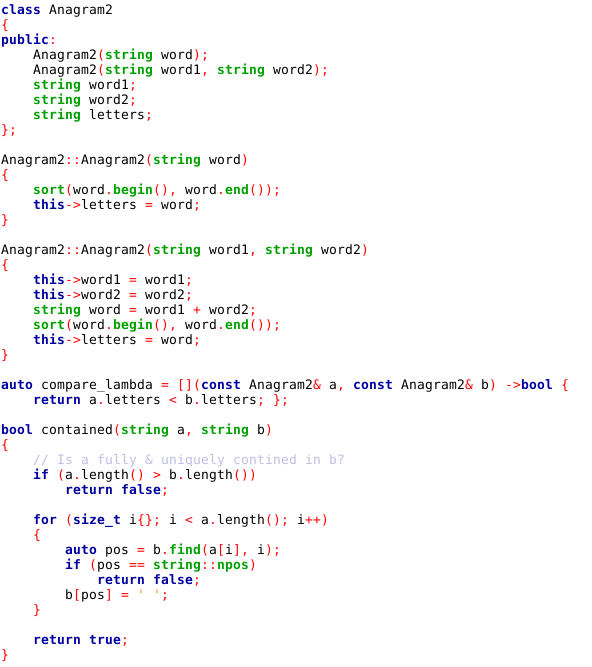 class Anagram2
{
public:
    Anagram2(string word);
    Anagram2(string word1, string word2);
    string word1;
    string word2;
    string letters;
};

Anagram2::Anagram2(string word)
{
    sort(word.begin(), word.end());
    this->letters = word;
}

Anagram2::Anagram2(string word1, string word2)
{
    this->word1 = word1;
    this->word2 = word2;
    string word = word1 + word2;
    sort(word.begin(), word.end());
    this->letters = word;
}

auto compare_lambda = [](const Anagram2& a, const Anagram2& b) ->bool {
    return a.letters < b.letters; };

bool contained(string a, string b)
{
    // Is a fully & uniquely contined in b?
    if (a.length() > b.length())
        return false;

    for (size_t i{}; i < a.length(); i++)
    {
        auto pos = b.find(a[i], i);
        if (pos == string::npos)
            return false;
        b[pos] = ' ';
    }

    return true;
}